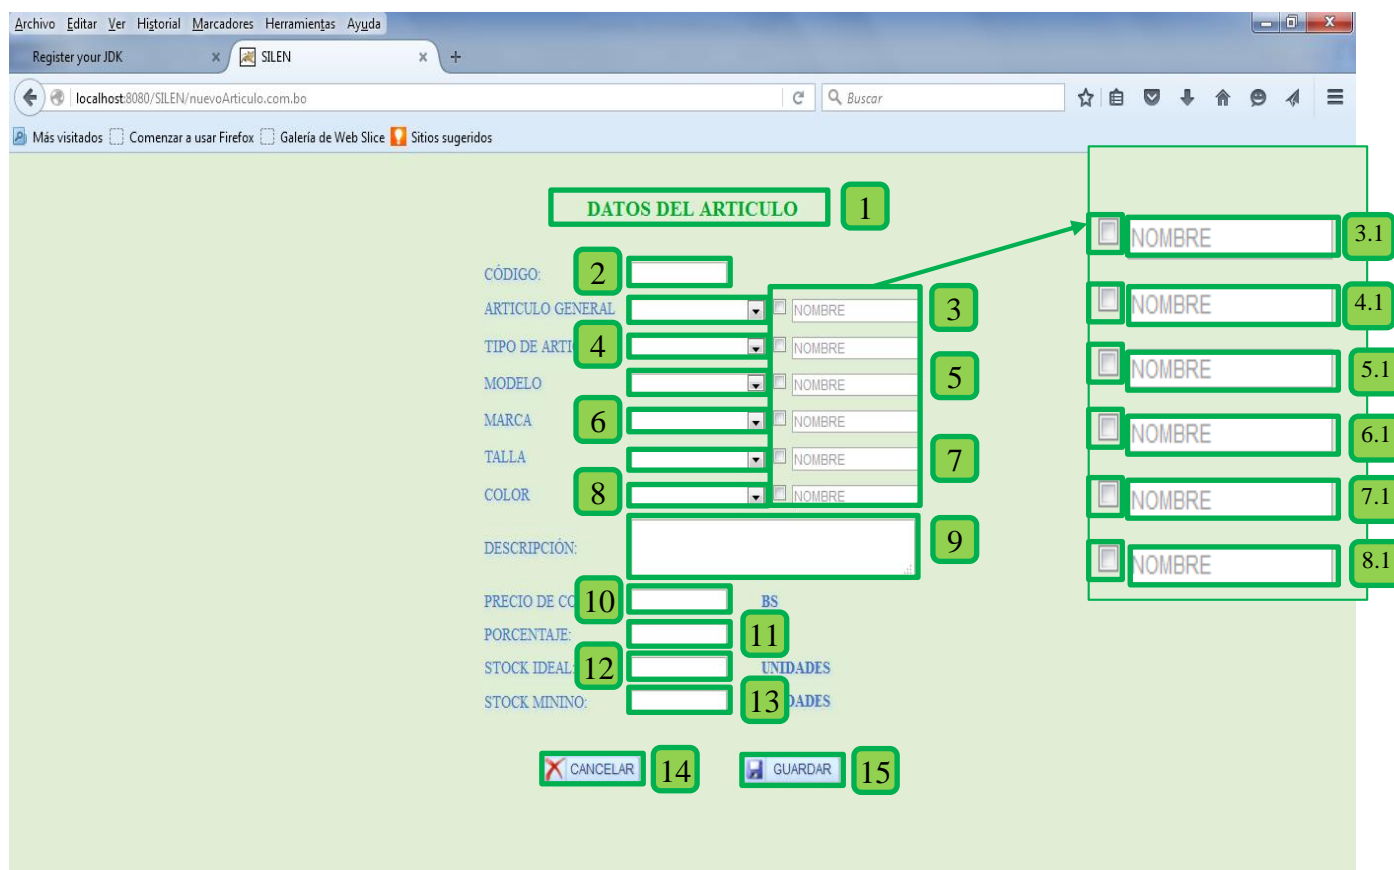 Archivo Editar Ver Historial Marcadores Herramientas Ayuda
Register your JDK SILEN
localhost:8080/SILEN/nuevoArticulo.com.bo Buscar
Más visitados Comenzar a usar Firefox Galería de Web Slice Sitios sugeridos
DATOS DEL ARTICULO 1
CÓDIGO: 2
ARTICULO GENERAL NOMBRE 3
TIPO DE 4 NOMBRE
MODELO NOMBRE 5
MARCA 6 NOMBRE
TALLA NOMBRE 7
COLOR 8 NOMBRE
DESCRIPCIÓN: 9
PRECIO DE 10 BS
PORCENTAJE: 11
STOCK IDEAL: 12 UNIDADES
STOCK MININO: 13
CANCELAR 14 GUARDAR 15
NOMBRE 3.1
NOMBRE 4.1
NOMBRE 5.1
NOMBRE 6.1
NOMBRE 7.1
NOMBRE 8.1